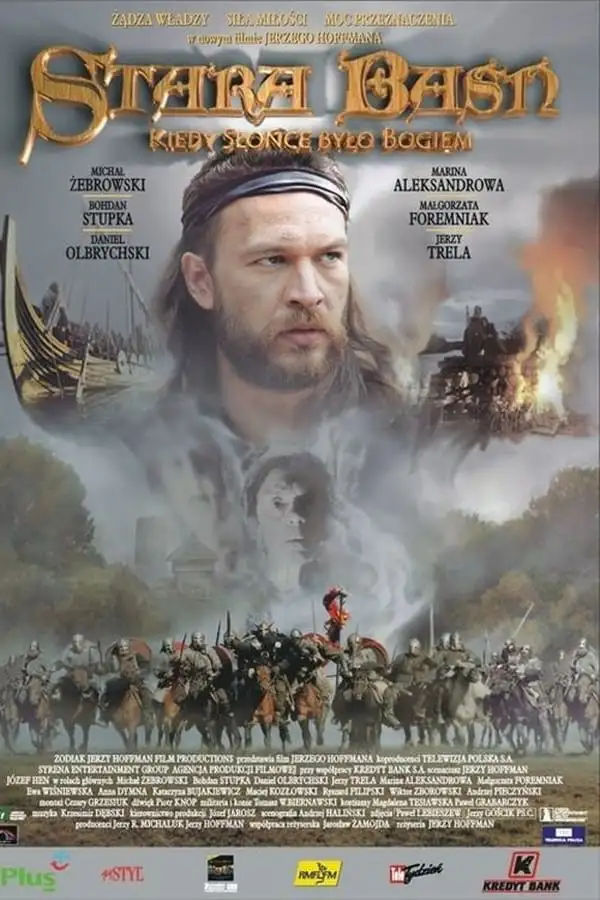 ŻĄDZA WŁADZY SIŁA MIŁOŚCI MOC PRZEZNACZENIA
w nowym filmie JERZEGO HOFFMANA
STARA BAŚŃ
KIEDY SŁOŃCE BYŁO BOGIEM
MICHAŁ ŻEBROWSKI
BOHDAN STUPKA
DANIEL OLBRYCHSKI
MARINA ALEKSANDROWA
MAŁGORZATA FOREMNIAK
JERZY TRELA
ZODIAK JERZY HOFFMAN FILM PRODUCTIONS przedstawia film JERZEGO HOFFMANA koproducenci TELEWIZJA POLSKA S.A.
SYRENA ENTERTAINMENT GROUP AGENCJA PRODUKCJI FILMOWEJ przy współpracy KREDYT BANK S.A. scenariusz JERZY HOFFMAN
JÓZEF HEN w rolach głównych Michał ŻEBROWSKI Bohdan STUPKA Daniel OLBRYCHSKI Jerzy TRELA Marina ALEKSANDROWA Małgorzata FOREMNIAK
Ewa WIŚNIEWSKA Anna DYMNA Katarzyna BUJAKIEWICZ Maciej KOZŁOWSKI Ryszard FILIPSKI Wiktor ZBOROWSKI Andrzej PIECZYŃSKI
montaż Cezary GRZESIUK dźwięk Piotr KNOP militaria i konie Tomasz W.BIERNAWSKI kostiumy Magdalena TESŁAWSKA Paweł GRABARCZYK
muzyka Krzesimir DĘBSKI kierownictwo produkcji Józef JAROSZ scenografia Andrzej HALIŃSKI zdjęcia Paweł LEBIESZEW Jerzy GOŚCIK P.S.C.
producenci Jerzy R. MICHALUK Jerzy HOFFMAN współpraca reżyserska Jarosław ŻAMOJDA reżyseria JERZY HOFFMAN
Plus
STYL
RMF FM
Tele Tydzień
K
KREDYT BANK